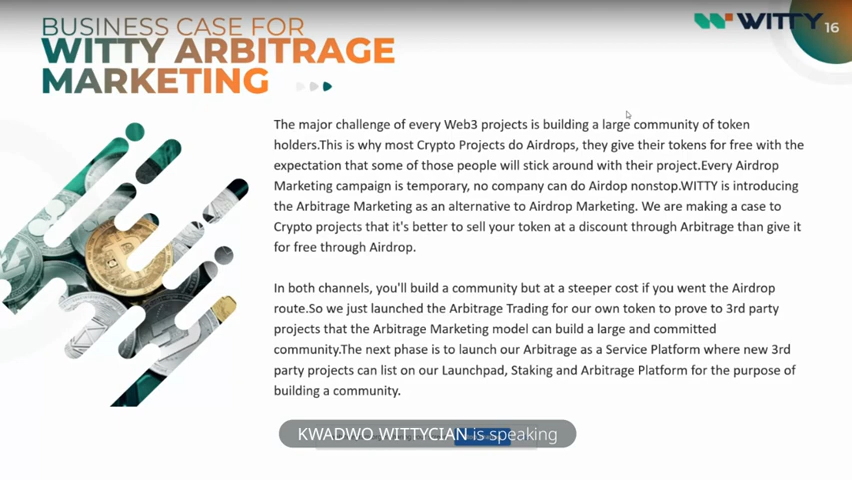 BUSINESS CASE FOR
WITTY ARBITRAGE
MARKETING
WITTY
16
The major challenge of every Web3 projects is building a large community of token
holders.This is why most Crypto Projects do Airdrops, they give their tokens for free with the
expectation that some of those people will stick around with their project.Every Airdrop
Marketing campaign is temporary, no company can do Airdop nonstop.WITTY is introducing
the Arbitrage Marketing as an alternative to Airdrop Marketing. We are making a case to
Crypto projects that it's better to sell your token at a discount through Arbitrage than give it
for free through Airdrop.
In both channels, you'll build a community but at a steeper cost if you went the Airdrop
route.So we just launched the Arbitrage Trading for our own token to prove to 3rd party
projects that the Arbitrage Marketing model can build a large and committed
community.The next phase is to launch our Arbitrage as a Service Platform where new 3rd
party projects can list on our Launchpad, Staking and Arbitrage Platform for the purpose of
building a community.
KWADWO WITTYCIAN is speaking